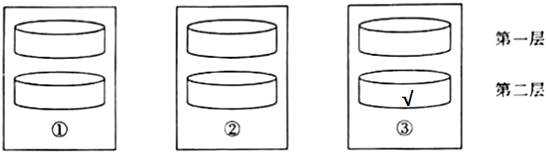 第一层
√ 第二层
① ② ③